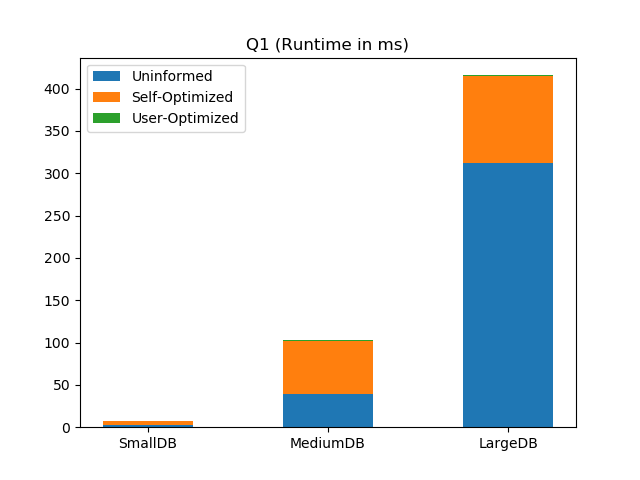 Q1 (Runtime in ms)
Uninformed
Self-Optimized
User-Optimized
400
350
300
250
200
150
100
50
0
SmallDB MediumDB LargeDB